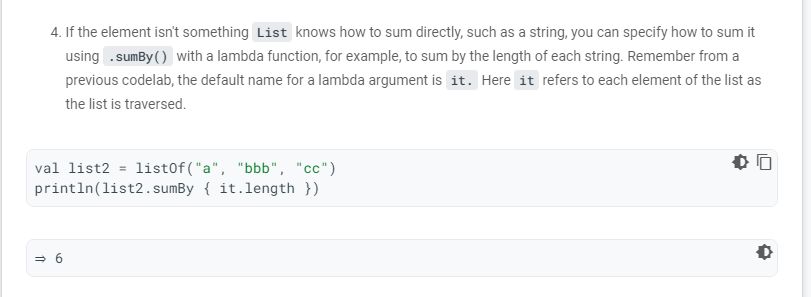 4. If the element isn't something List knows how to sum directly, such as a string, you can specify how to sum it
using .sumBy() with a lambda function, for example, to sum by the length of each string. Remember from a
previous codelab, the default name for a lambda argument is it. Here it refers to each element of the list as
the list is traversed.
val list2 = listOf("a", "bbb", "cc")
println(list2.sumBy { it.length })
⇒ 6